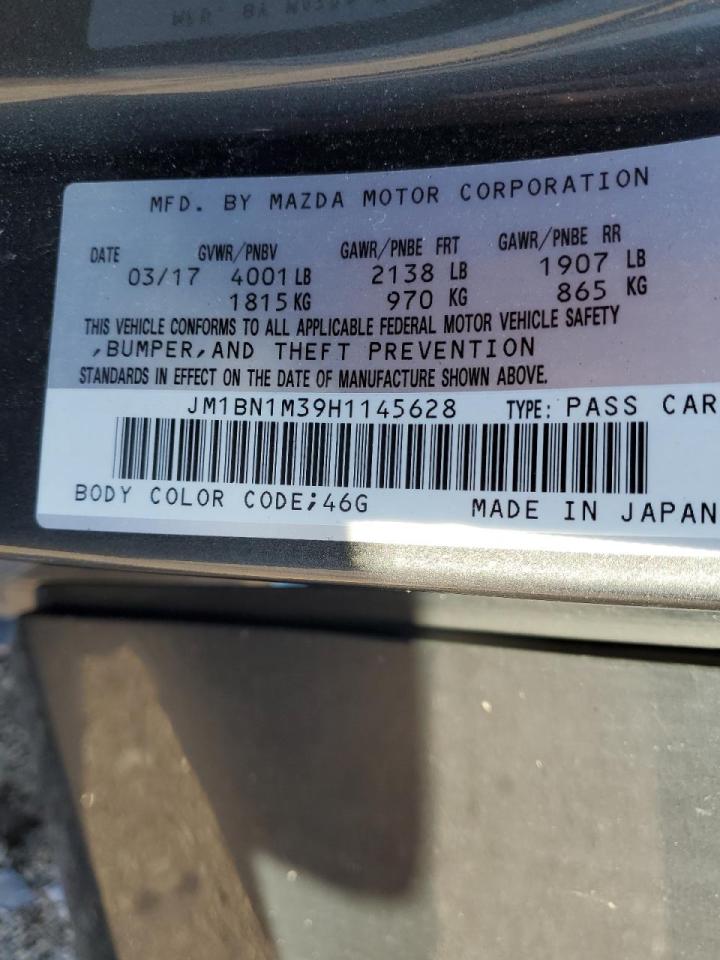 MFD. BY MAZDA MOTOR CORPORATION
DATE GVWR/PNBV GAWR/PNBE FRT GAWR/PNBE RR
03/17 4001 LB 2138 LB 1907 LB
1815 KG 970 KG 865 KG
THIS VEHICLE CONFORMS TO ALL APPLICABLE FEDERAL MOTOR VEHICLE SAFETY
,BUMPER,AND THEFT PREVENTION
STANDARDS IN EFFECT ON THE DATE OF MANUFACTURE SHOWN ABOVE.
JM1BN1M39H1145628 TYPE: PASS CAR
BODY COLOR CODE;46G MADE IN JAPAN